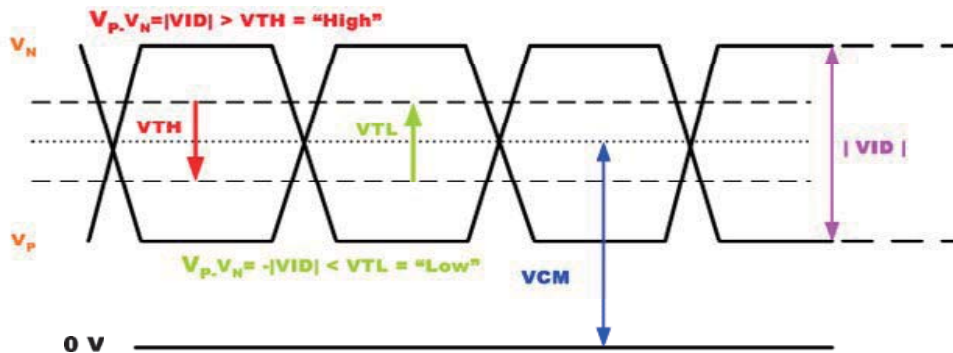 VP-VN=|VID| > VTH = “High”
VN
VTH
VTL
| VID |
VP
VP-VN= -|VID| < VTL = “Low”
VCM
0 V